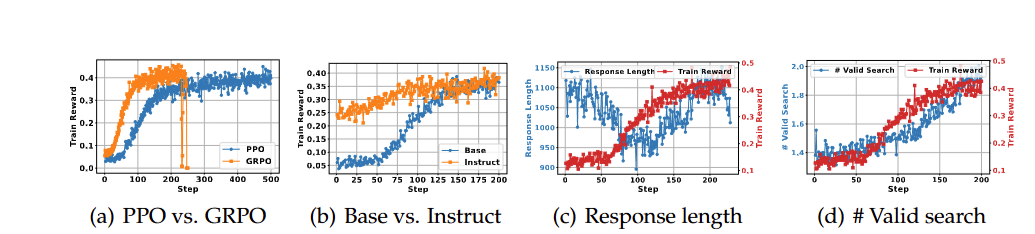 0.4
0.3
0.2
0.1
0.0
Train Reward
PPO
GRPO
0 100 200 300 400 500
Step
(a) PPO vs. GRPO
0.40
0.35
0.30
0.25
0.20
0.15
0.10
0.05
Train Reward
Base
Instruct
0 25 50 75 100 125 150 175 200
Step
(b) Base vs. Instruct
1150
1100
1050
1000
950
900
Response Length
Response Length Train Reward
0.5
0.4
0.3
0.2
0.1
Train Reward
0 50 100 150 200
Step
(c) Response length
2.0
1.8
1.6
1.4
# Valid Search
# Valid Search Train Reward
0.5
0.4
0.3
0.2
0.1
Train Reward
0 50 100 150 200
Step
(d) # Valid search